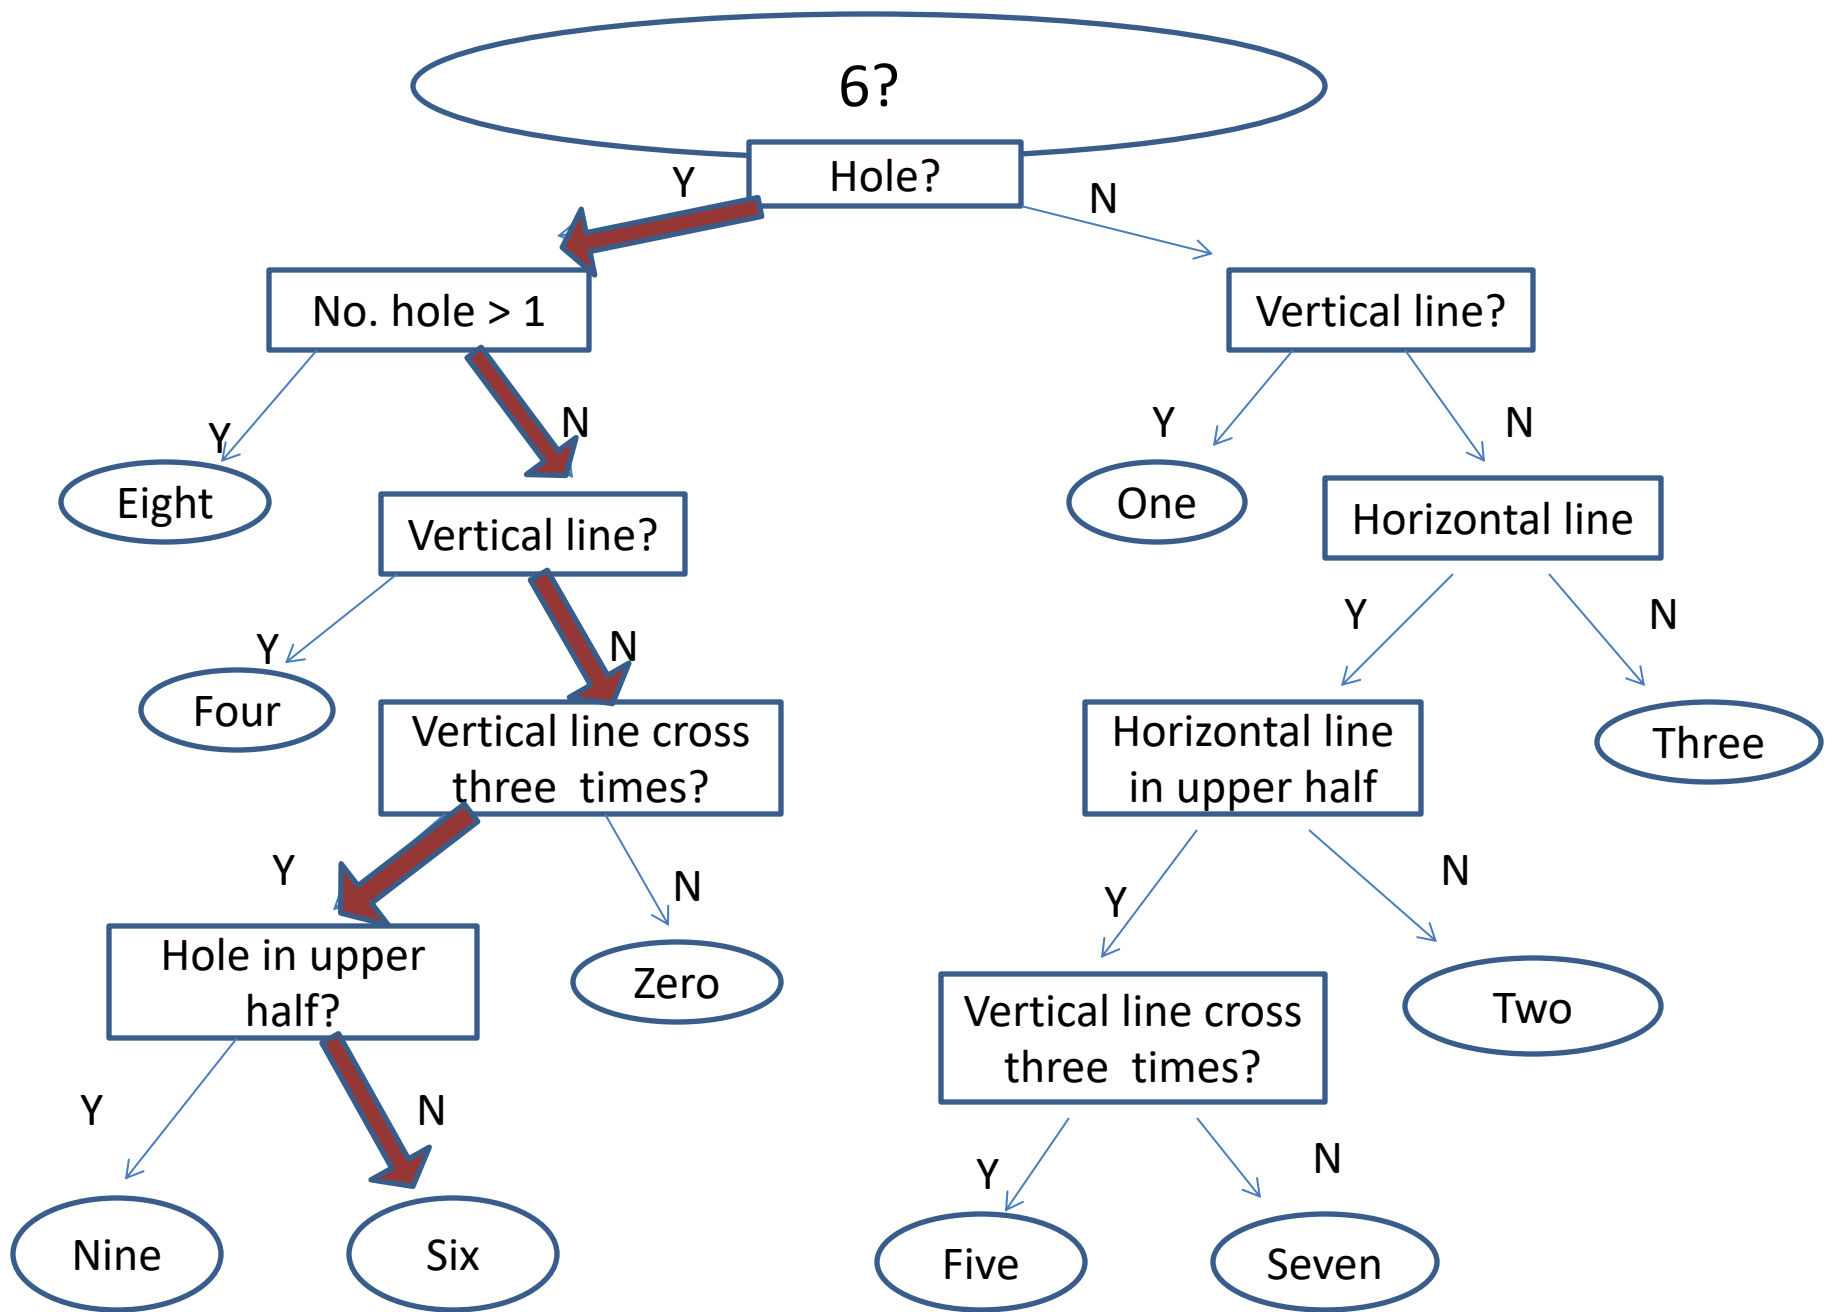 6?
Hole?
Y
N
No. hole > 1
Vertical line?
Y
N
Y
N
Eight
One
Vertical line?
Horizontal line
Y
N
Y
N
Four
Vertical line cross
three  times?
Horizontal line
in upper half
Three
Y
N
Y
N
Hole in upper
half?
Zero
Vertical line cross
three  times?
Two
Y
N
Y
N
Nine
Six
Five
Seven